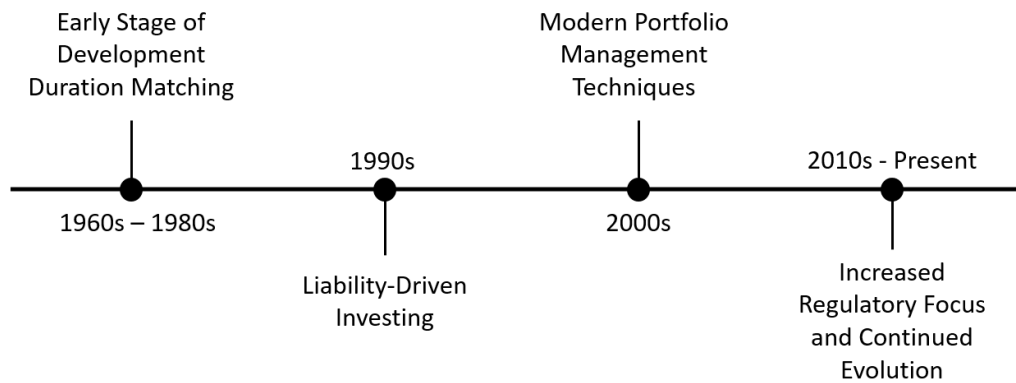 Early Stage of
Development
Duration Matching
1960s – 1980s
1990s
Liability-Driven
Investing
Modern Portfolio
Management
Techniques
2000s
2010s - Present
Increased
Regulatory Focus
and Continued
Evolution